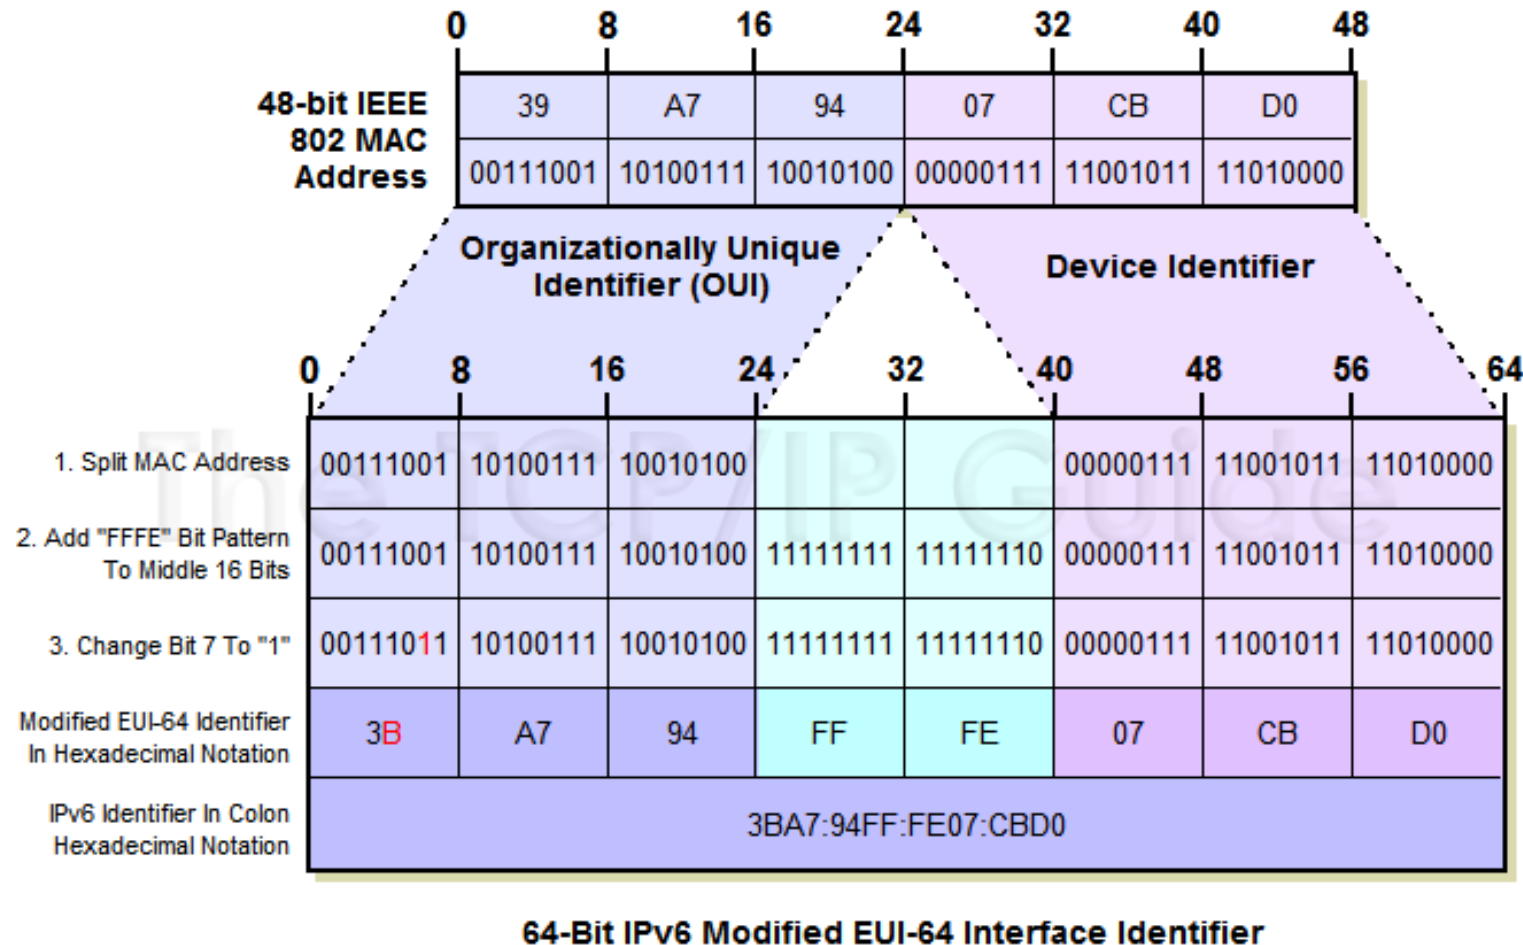 0 8 16 24 32 40 48
48-bit IEEE
802 MAC
Address
39 A7 94 07 CB D0
00111001 10100111 10010100 00000111 11001011 11010000
Organizationally Unique
Identifier (OUI)
Device Identifier
0 8 16 24 32 40 48 56 64
The TCP/IP Guide
1. Split MAC Address 00111001 10100111 10010100 00000111 11001011 11010000
2. Add "FFFE" Bit Pattern
To Middle 16 Bits
00111001 10100111 10010100 11111111 11111110 00000111 11001011 11010000
3. Change Bit 7 To "1" 00111011 10100111 10010100 11111111 11111110 00000111 11001011 11010000
Modified EUI-64 Identifier
In Hexadecimal Notation
3B A7 94 FF FE 07 CB D0
IPv6 Identifier In Colon
Hexadecimal Notation
3BA7:94FF:FE07:CBD0
64-Bit IPv6 Modified EUI-64 Interface Identifier